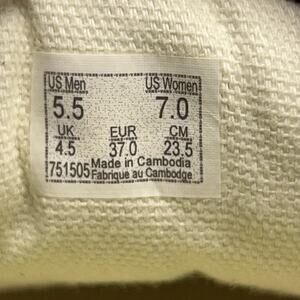 US Men US Women
5.5 7.0
UK EUR CM
4.5 37.0 23.5
751505 Made in Cambodia
Fabrique au Cambodge